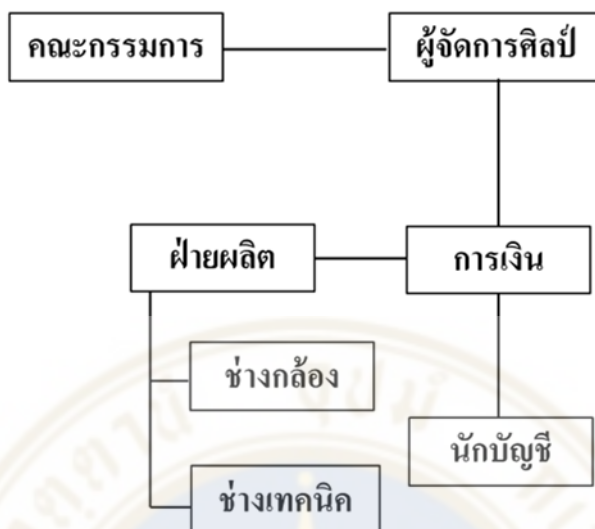 คณะกรรมการ
ผู้จัดการศิลป์
ฝ่ายผลิต
การเงิน
ช่างกล้อง
นักบัญชี
ช่างเทคนิค